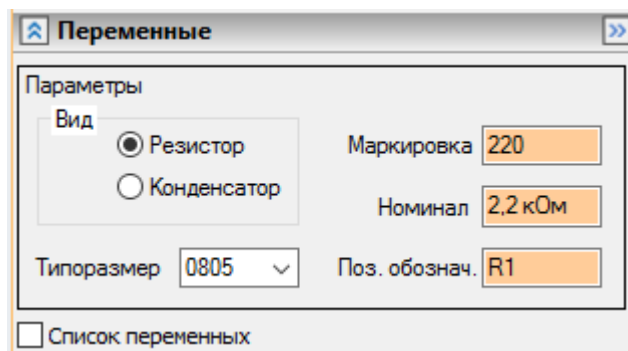 Переменные
Параметры
Вид
Резистор
Конденсатор
Маркировка 220
Номинал 2,2 кОм
Типоразмер 0805
Поз. обознач. R1
Список переменных